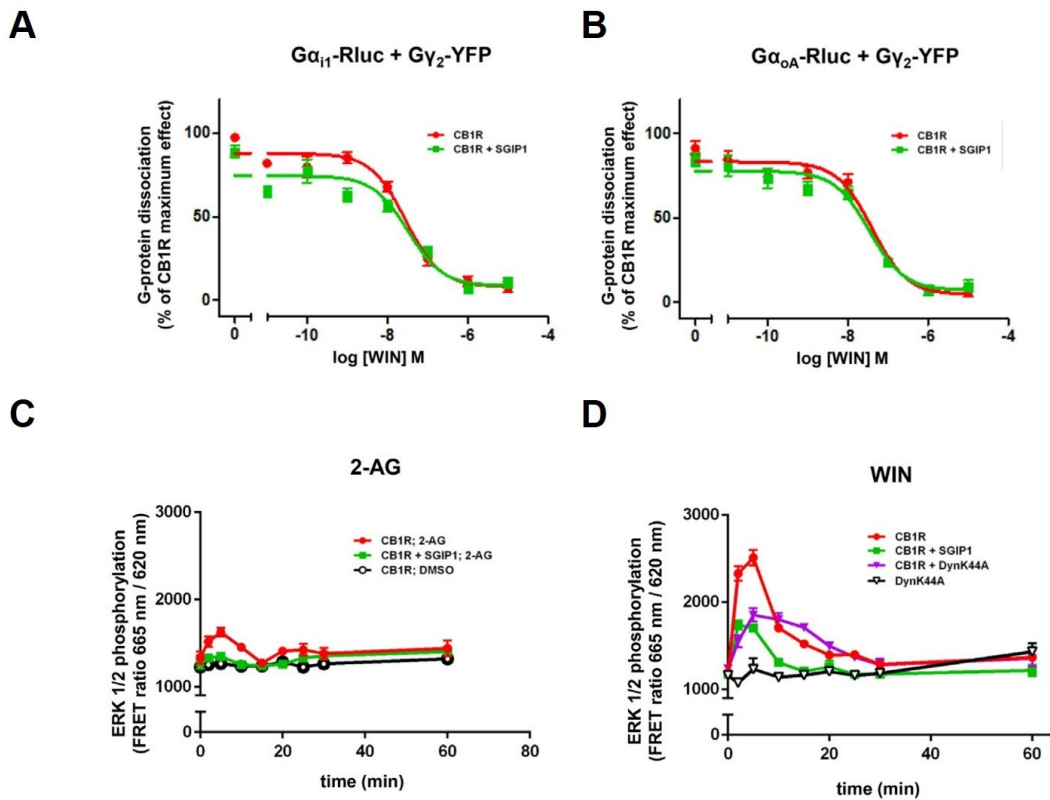 A
Gαi1-Rluc + Gγ2-YFP
G-protein dissociation
(% of CB1R maximum effect)
100
50
0
CB1R
CB1R + SGIP1
0
-10
-8
-6
-4
log [WIN] M
B
GαoA-Rluc + Gγ2-YFP
G-protein dissociation
(% of CB1R maximum effect)
100
50
0
CB1R
CB1R + SGIP1
0
-10
-8
-6
-4
log [WIN] M
C
2-AG
ERK 1/2 phosphorylation
(FRET ratio 665 nm / 620 nm)
3000
2000
1000
0
CB1R; 2-AG
CB1R + SGIP1; 2-AG
CB1R; DMSO
0
20
40
60
80
time (min)
D
WIN
ERK 1/2 phosphorylation
(FRET ratio 665 nm / 620 nm)
3000
2000
1000
0
CB1R
CB1R + SGIP1
CB1R + DynK44A
DynK44A
0
20
40
60
time (min)